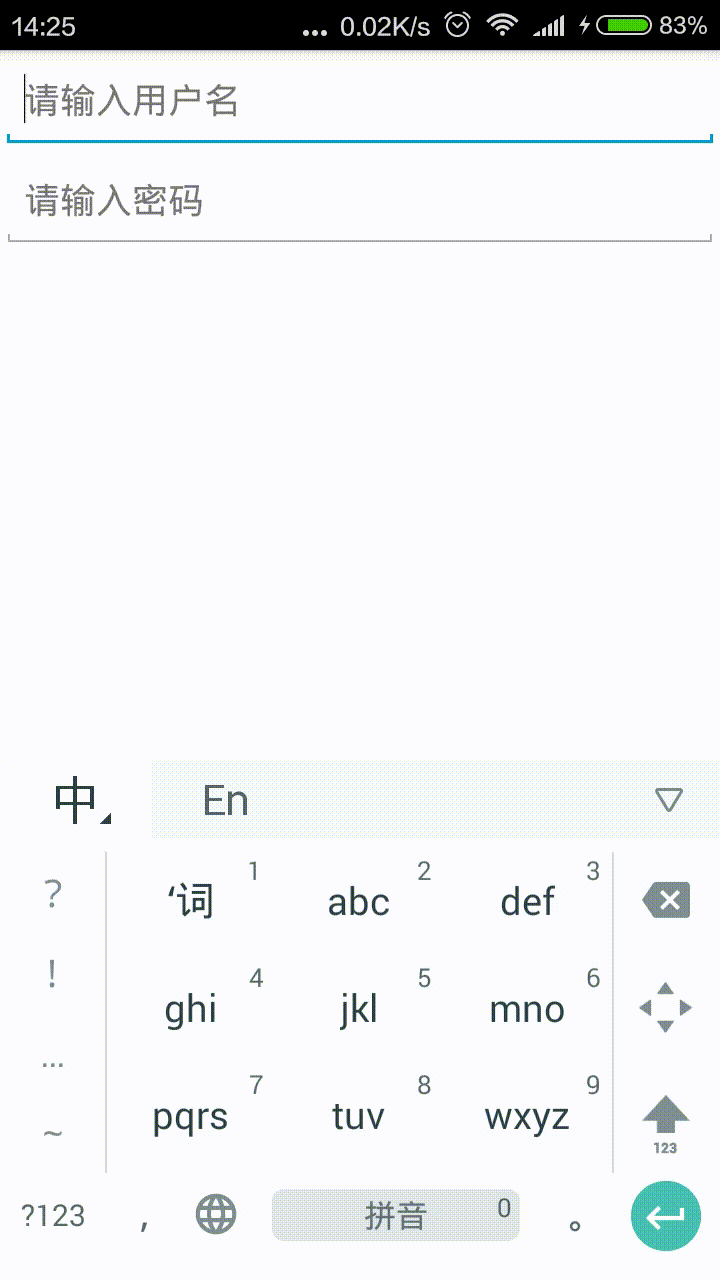 14:25 ... 0.02K/s 83%
请输入用户名
请输入密码
中 En
? ‘词 1 abc 2 def 3
! ghi 4 jkl 5 mno 6
... pqrs 7 tuv 8 wxyz 9
~ 123
?123 , 拼音 0 。